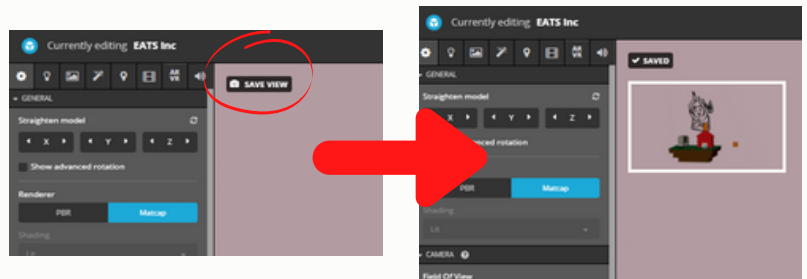 Currently editing EATS Inc
AR VR
SAVE VIEW
GENERAL
Straighten model
X Y Z
Show advanced rotation
Renderer
PBR Matcap
Shading
Lit
Currently editing EATS Inc
AR VR
SAVED
GENERAL
Straighten model
X Y Z
rotation
PBR Matcap
Shading
Lit
CAMERA
Field Of View